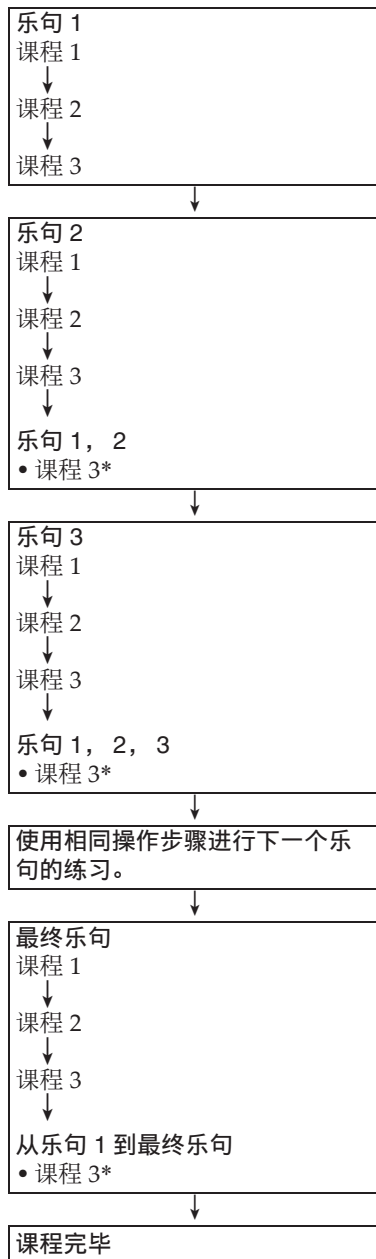 乐句 1
课程 1
↓
课程 2
↓
课程 3
↓
乐句 2
课程 1
↓
课程 2
↓
课程 3
↓
乐句 1， 2
• 课程 3*
↓
乐句 3
课程 1
↓
课程 2
↓
课程 3
↓
乐句 1， 2， 3
• 课程 3*
↓
使用相同操作步骤进行下一个乐
句的练习。
↓
最终乐句
课程 1
↓
课程 2
↓
课程 3
↓
从乐句 1 到最终乐句
• 课程 3*
↓
课程完毕